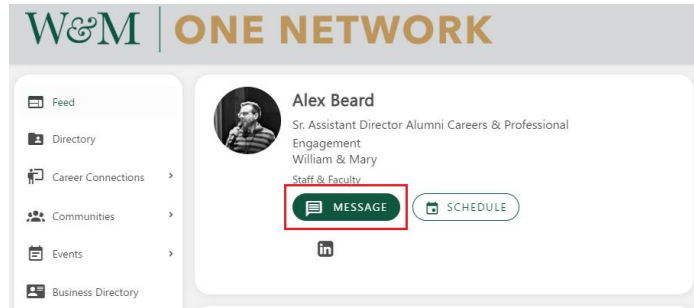 W&M | ONE NETWORK
Feed
Directory
Career Connections
Communities
Events
Business Directory
Alex Beard
Sr. Assistant Director Alumni Careers & Professional
Engagement
William & Mary
Staff & Faculty
MESSAGE
SCHEDULE
in